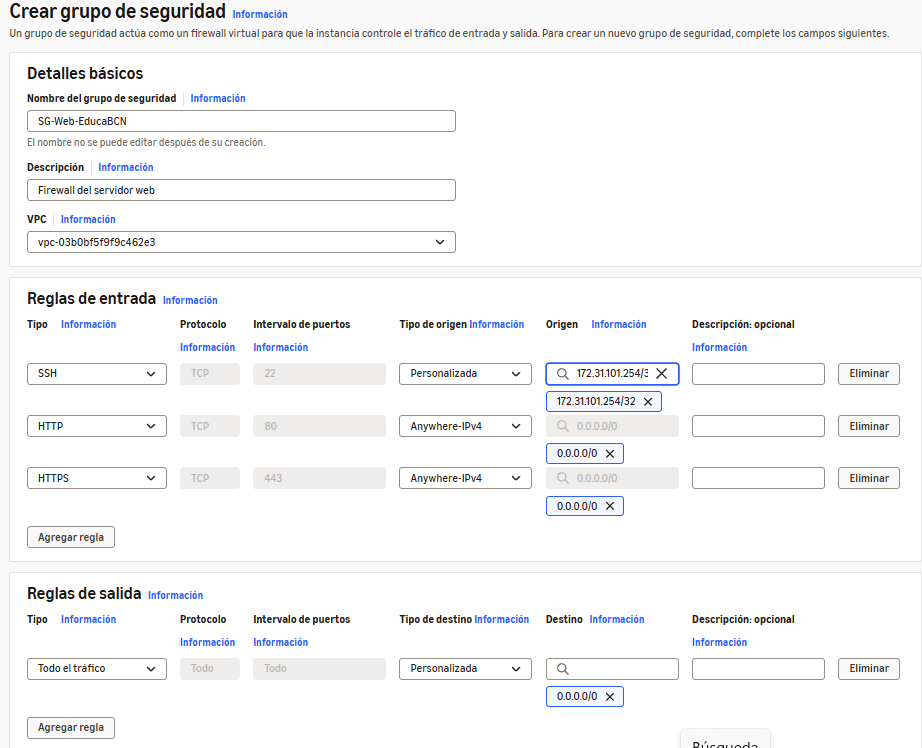 Crear grupo de seguridad Información
Un grupo de seguridad actúa como un firewall virtual para que la instancia controle el tráfico de entrada y salida. Para crear un nuevo grupo de seguridad, complete los campos siguientes.
Detalles básicos
Nombre del grupo de seguridad Información
SG-Web-EducaBCN
El nombre no se puede editar después de su creación.
Descripción Información
Firewall del servidor web
VPC Información
vpc-03b0bf5f9f9c462e3
Reglas de entrada Información
Tipo Información Protocolo Intervalo de puertos Tipo de origen Información Origen Información Descripción: opcional
Información Información Información
SSH TCP 22 Personalizada 172.31.101.254/3 Eliminar
172.31.101.254/32
HTTP TCP 80 Anywhere-IPv4 0.0.0.0/0 Eliminar
0.0.0.0/0
HTTPS TCP 443 Anywhere-IPv4 0.0.0.0/0 Eliminar
0.0.0.0/0
Agregar regla
Reglas de salida Información
Tipo Información Protocolo Intervalo de puertos Tipo de destino Información Destino Información Descripción: opcional
Información Información Información
Todo el tráfico Todo Todo Personalizada Eliminar
0.0.0.0/0
Agregar regla
Búsqueda